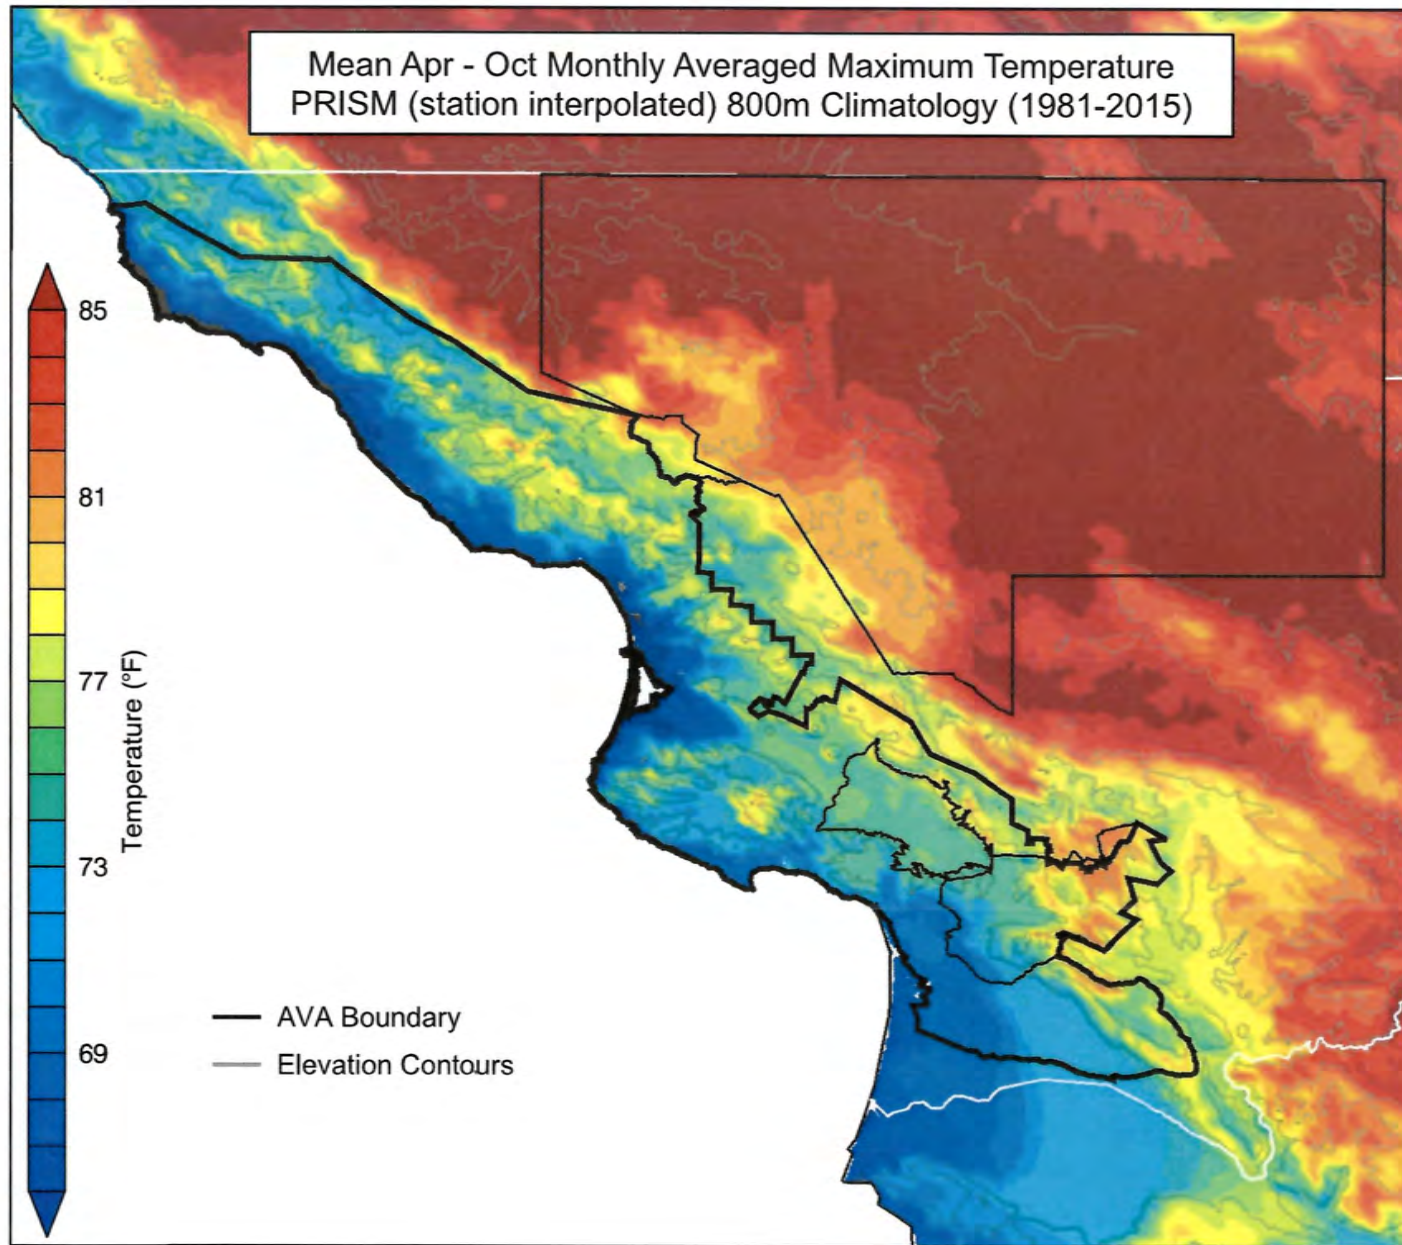 Mean Apr - Oct Monthly Averaged Maximum Temperature
PRISM (station interpolated) 800m Climatology (1981-2015)
85
81
77
73
69
Temperature (°F)
AVA Boundary
Elevation Contours